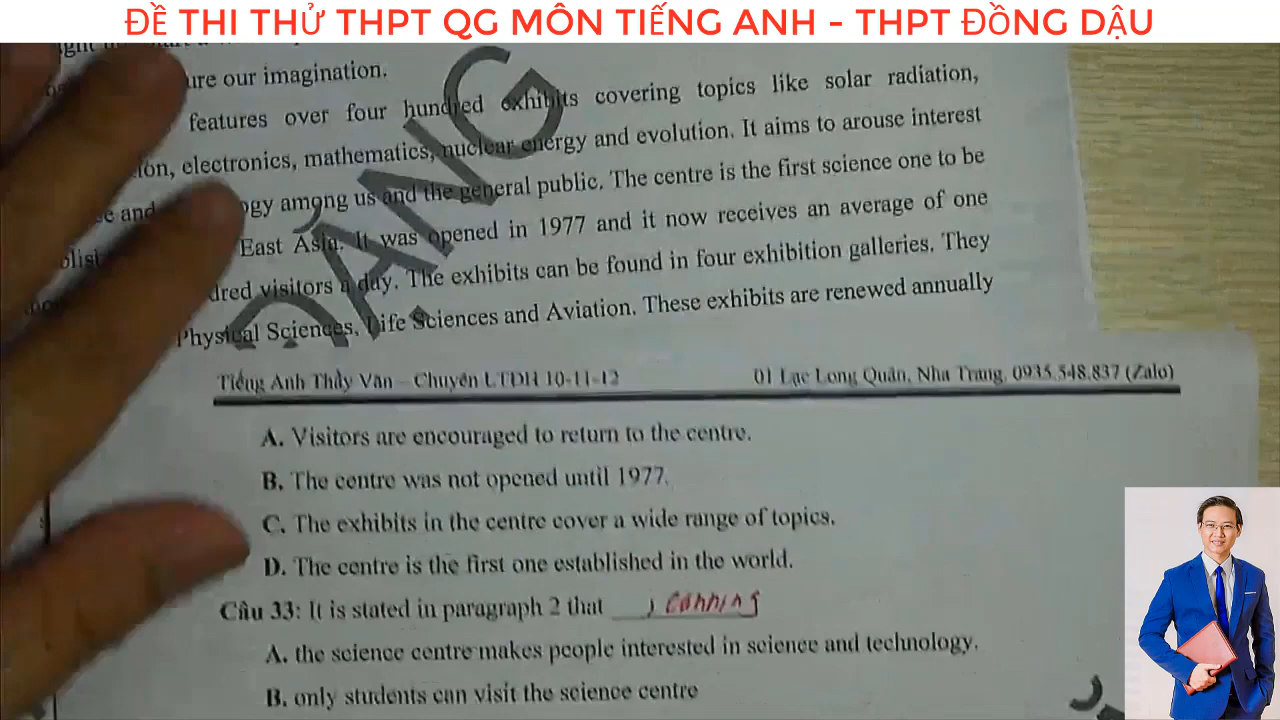 ĐỀ THI THỬ THPT QG MÔN TIẾNG ANH - THPT ĐỒNG DẬU
our imagination.
features over four hundred exhibits covering topics like solar radiation,
electronics, mathematics, nuclear energy and evolution. It aims to arouse interest
and among us and the general public. The centre is the first science one to be
East Asia. It was opened in 1977 and it now receives an average of one
visitors a day. The exhibits can be found in four exhibition galleries. They
Physical Sciences, Life Sciences and Aviation. These exhibits are renewed annually
Tiếng Anh Thầy Văn – Chuyên LTĐH 10-11-12 01 Lạc Long Quân, Nha Trang, 0935.548.837 (Zalo)
A. Visitors are encouraged to return to the centre.
B. The centre was not opened until 1977.
C. The exhibits in the centre cover a wide range of topics.
D. The centre is the first one established in the world.
Câu 33: It is stated in paragraph 2 that
A. the science centre makes people interested in science and technology.
B. only students can visit the science centre